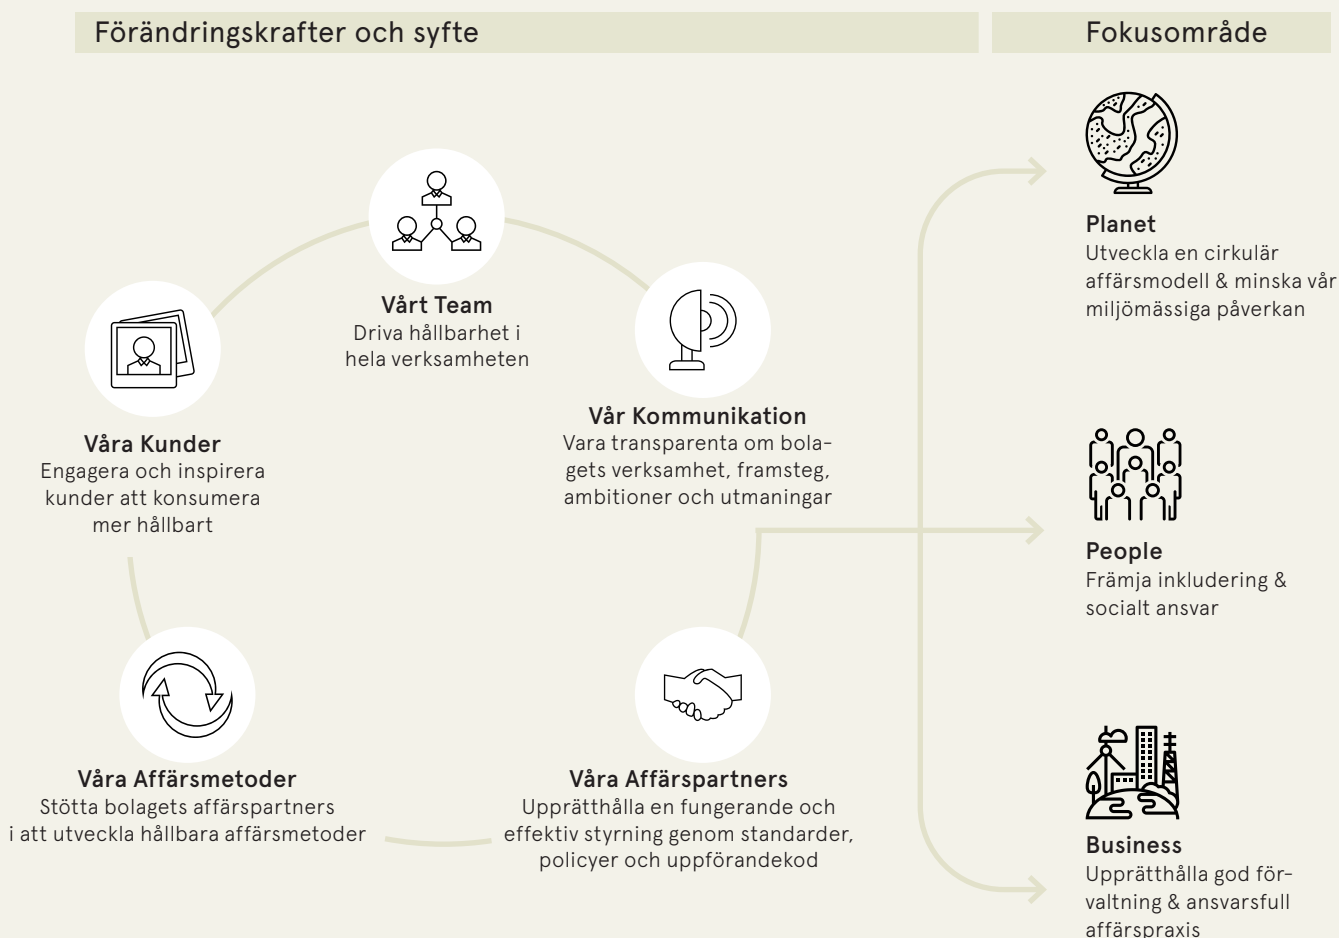 Förändringskrafter och syfte
Vårt Team
Driva hållbarhet i
hela verksamheten
Vår Kommunikation
Vara transparenta om bola-
gets verksamhet, framsteg,
ambitioner och utmaningar
Våra Kunder
Engagera och inspirera
kunder att konsumera
mer hållbart
Våra Affärsmetoder
Stötta bolagets affärspartners
i att utveckla hållbara affärsmetoder
Våra Affärspartners
Upprätthålla en fungerande och
effektiv styrning genom standarder,
policyer och uppförandekod
Fokusområde
Planet
Utveckla en cirkulär
affärsmodell & minska vår
miljömässiga påverkan
People
Främja inkludering &
socialt ansvar
Business
Upprätthålla god för-
valtning & ansvarsfull
affärspraxis